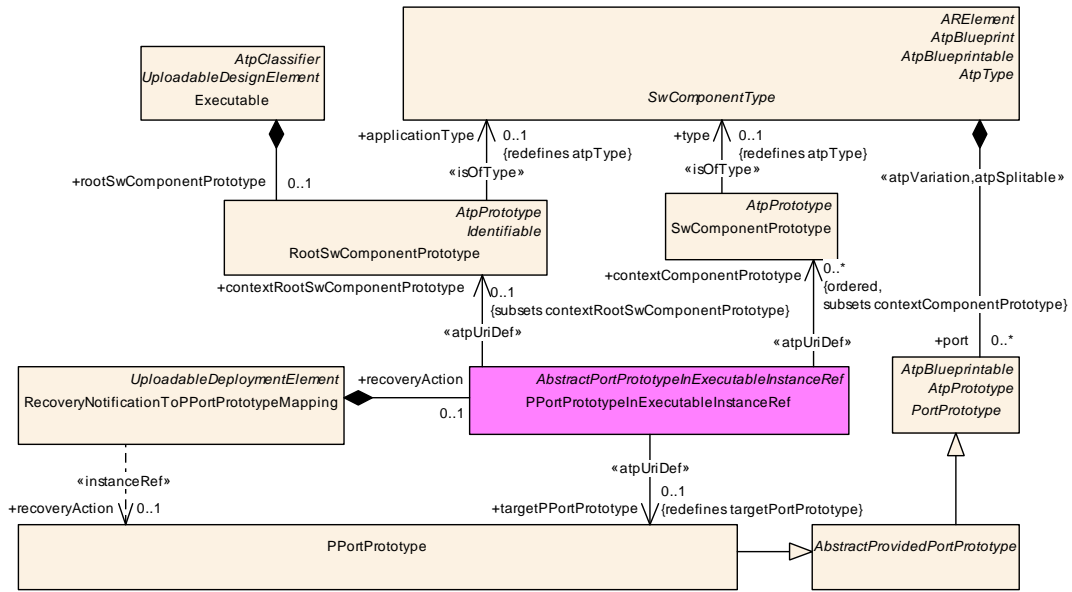 ARElement
AtpBlueprint
AtpBlueprintable
AtpType
SwComponentType
AtpClassifier
UploadableDesignElement
Executable
+applicationType
0..1
{redefines atpType}
«isOfType»
+type
0..1
{redefines atpType}
«isOfType»
«atpVariation,atpSplitable»
+rootSwComponentPrototype
0..1
AtpPrototype
Identifiable
RootSwComponentPrototype
AtpPrototype
SwComponentPrototype
+contextRootSwComponentPrototype
0..1
{subsets contextRootSwComponentPrototype}
«atpUriDef»
+contextComponentPrototype
0..*
{ordered,
subsets contextComponentPrototype}
«atpUriDef»
+port
0..*
UploadableDeploymentElement
RecoveryNotificationToPPortPrototypeMapping
+recoveryAction
0..1
AbstractPortPrototypeInExecutableInstanceRef
PPortPrototypeInExecutableInstanceRef
AtpBlueprintable
AtpPrototype
PortPrototype
«instanceRef»
+recoveryAction
0..1
«atpUriDef»
+targetPPortPrototype
0..1
{redefines targetPortPrototype}
PPortPrototype
AbstractProvidedPortPrototype